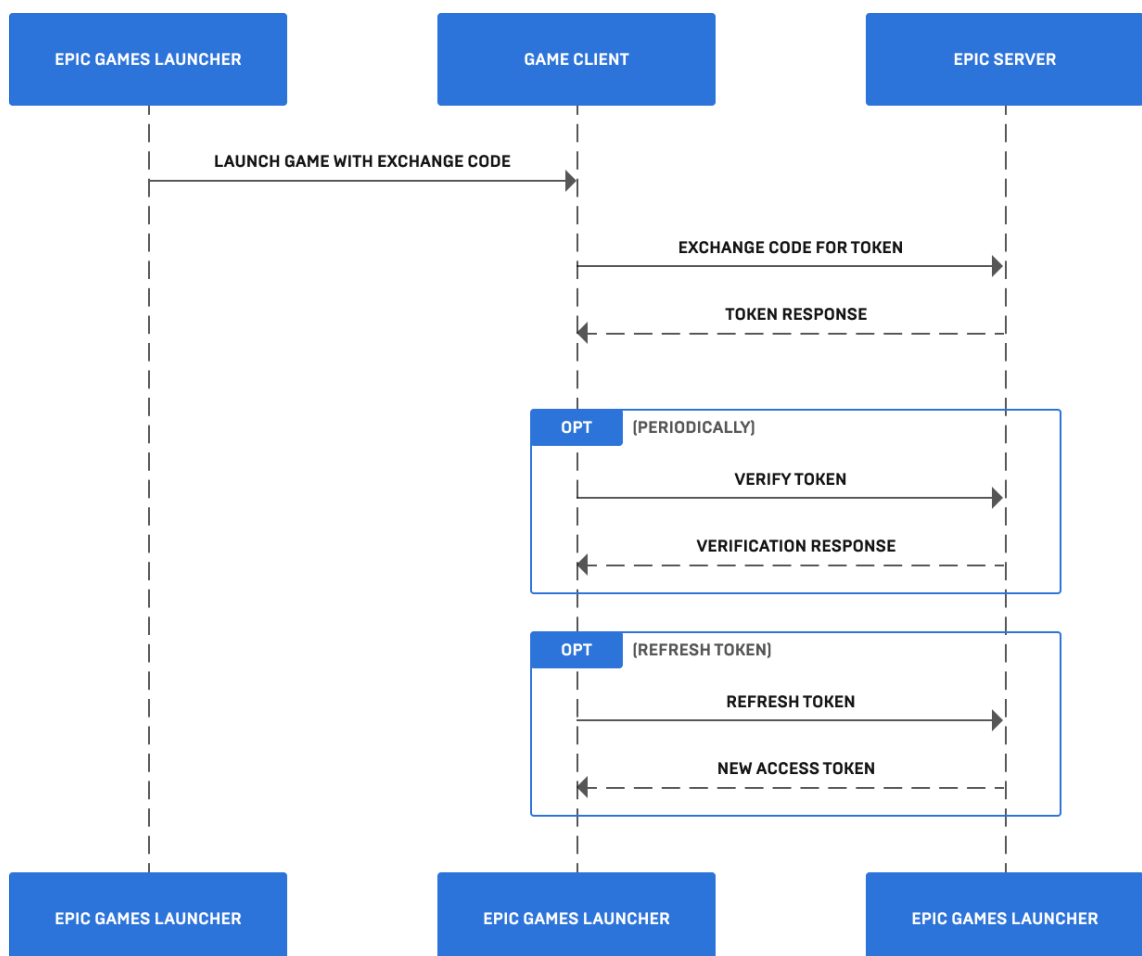 EPIC GAMES LAUNCHER
GAME CLIENT
EPIC SERVER
LAUNCH GAME WITH EXCHANGE CODE
EXCHANGE CODE FOR TOKEN
TOKEN RESPONSE
OPT
(PERIODICALLY)
VERIFY TOKEN
VERIFICATION RESPONSE
OPT
(REFRESH TOKEN)
REFRESH TOKEN
NEW ACCESS TOKEN
EPIC GAMES LAUNCHER
EPIC GAMES LAUNCHER
EPIC GAMES LAUNCHER